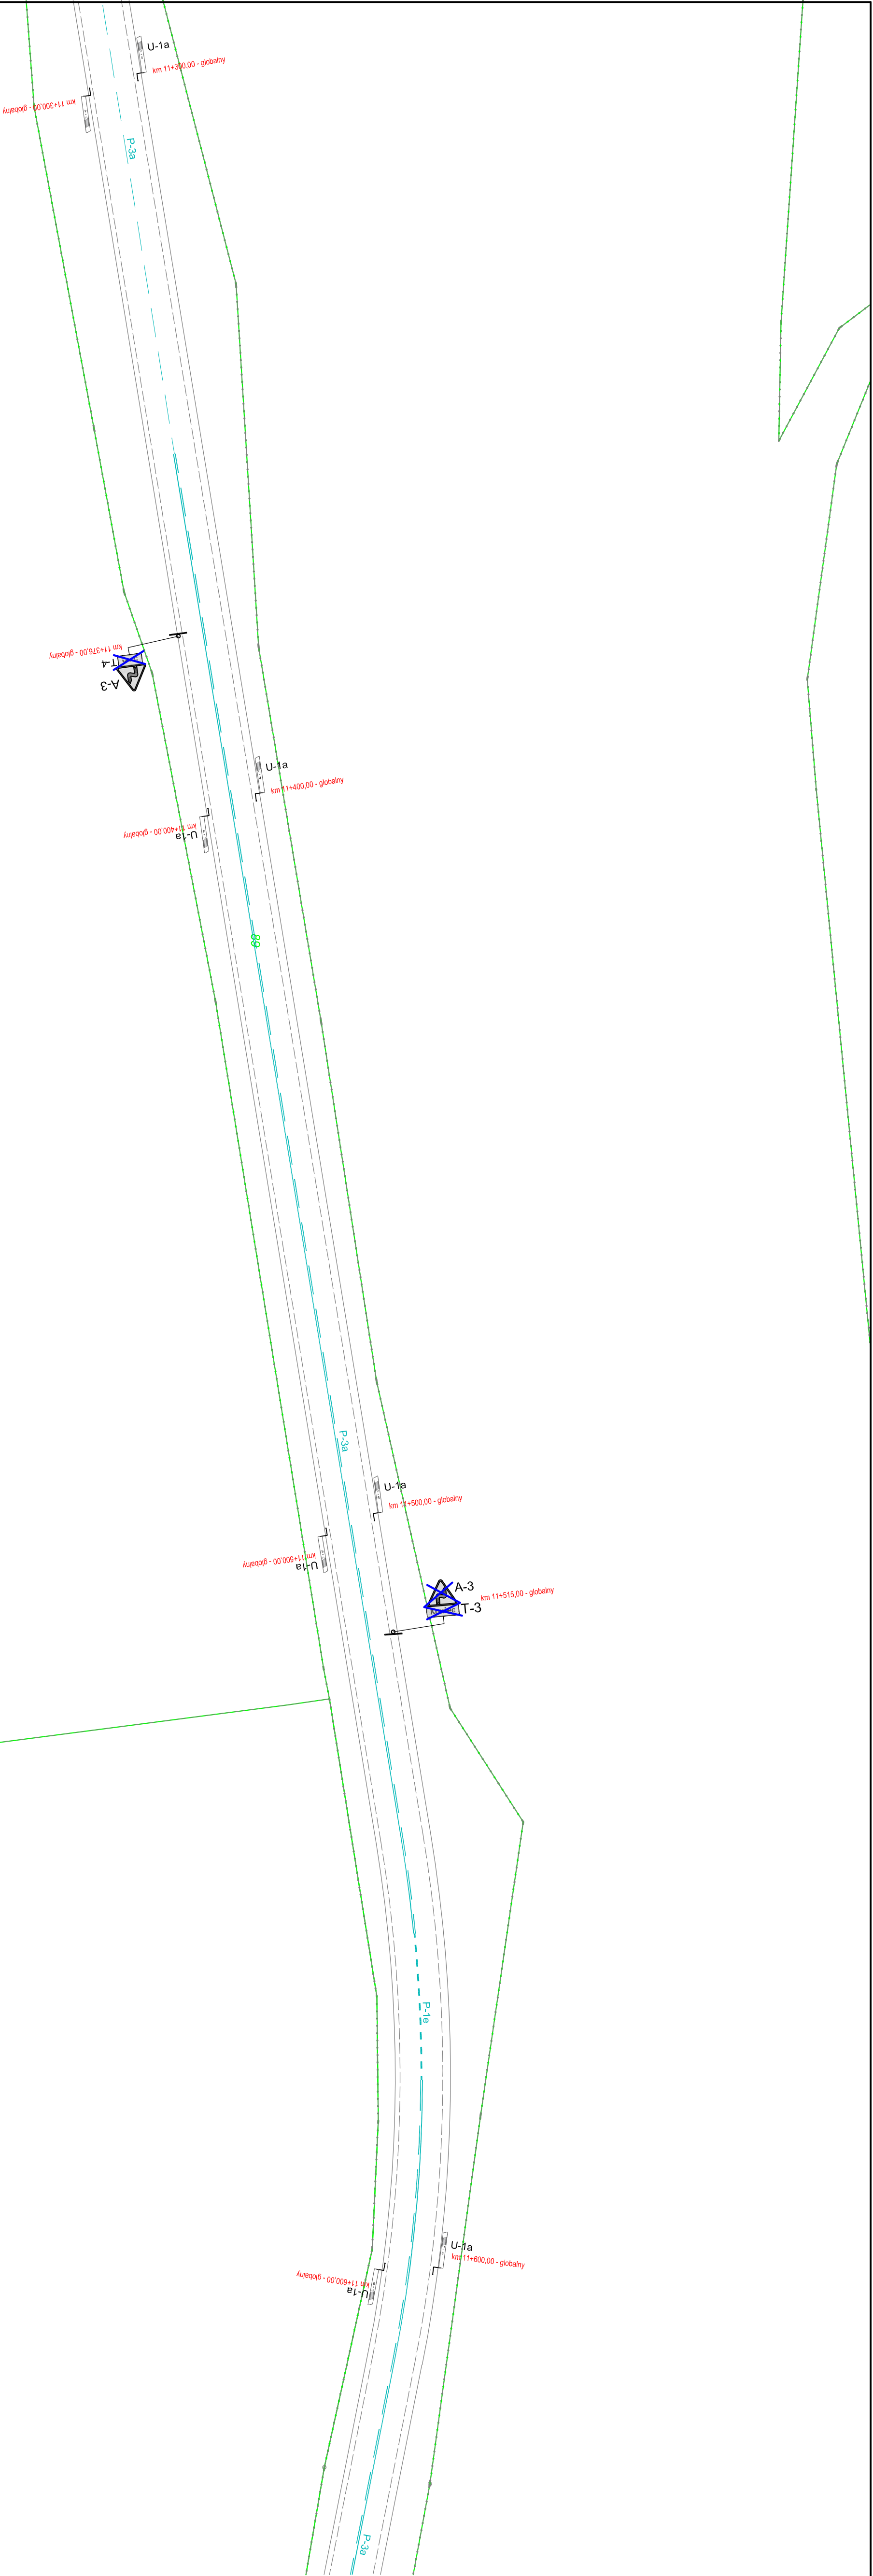 U-1a
km 11+300,00 - globalny
km 11+300,00 - globalny
P-3a
km 11+376,00 - globalny
T-4
A-3
U-1a
km 11+400,00 - globalny
km 11+400,00 - globalny
U-1a
89
P-3a
U-1a
km 11+500,00 - globalny
km 11+500,00 - globalny
U-1a
A-3
km 11+515,00 - globalny
T-3
P-1e
U-1a
km 11+600,00 - globalny
km 11+600,00 - globalny
U-1a
P-3a